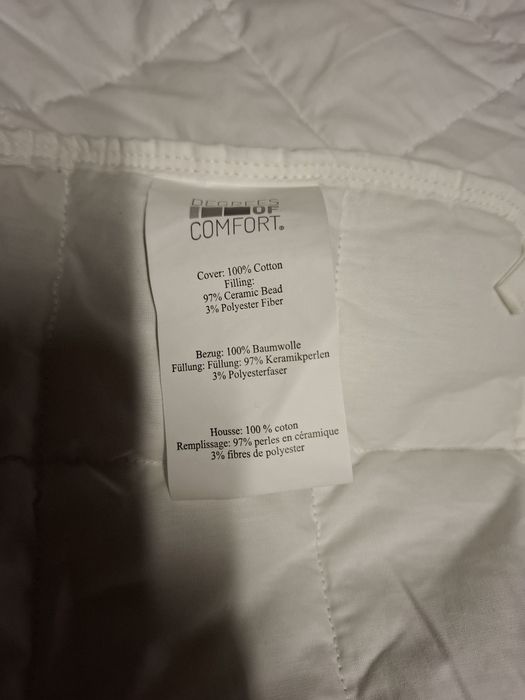 DEGREES
OF
COMFORT®
Cover: 100% Cotton
Filling:
97% Ceramic Bead
3% Polyester Fiber
Bezug: 100% Baumwolle
Füllung: Füllung: 97% Keramikperlen
3% Polyesterfaser
Housse: 100 % coton
Remplissage: 97% perles en céramique
3% fibres de polyester